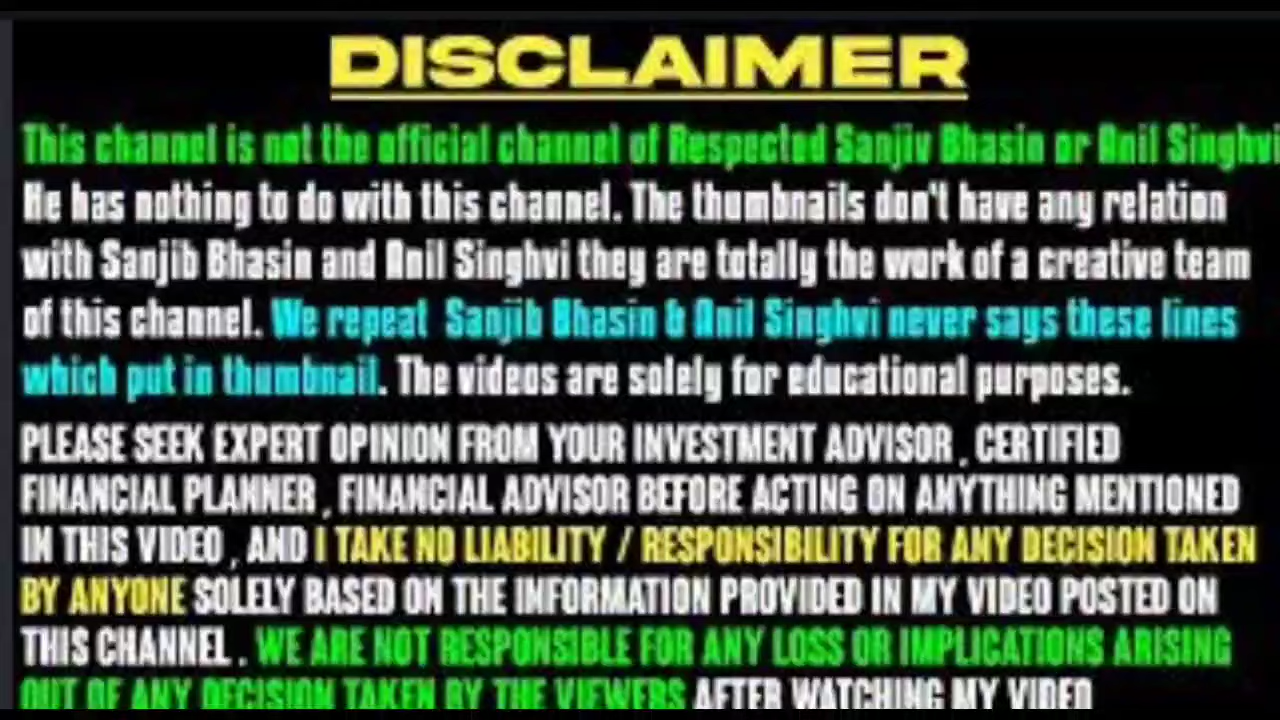 DISCLAIMER
This channel is not the official channel of Respected Sanjiv Bhasin or Anil Singhvi
He has nothing to do with this channel. The thumbnails don't have any relation
with Sanjib Bhasin and Anil Singhvi they are totally the work of a creative team
of this channel. We repeat Sanjib Bhasin & Anil Singhvi never says these lines
which put in thumbnail. The videos are solely for educational purposes.
PLEASE SEEK EXPERT OPINION FROM YOUR INVESTMENT ADVISOR , CERTIFIED
FINANCIAL PLANNER , FINANCIAL ADVISOR BEFORE ACTING ON ANYTHING MENTIONED
IN THIS VIDEO , AND I TAKE NO LIABILITY / RESPONSIBILITY FOR ANY DECISION TAKEN
BY ANYONE SOLELY BASED ON THE INFORMATION PROVIDED IN MY VIDEO POSTED ON
THIS CHANNEL . WE ARE NOT RESPONSIBLE FOR ANY LOSS OR IMPLICATIONS ARISING
OUT OF ANY DECISION TAKEN BY THE VIEWERS AFTER WATCHING MY VIDEO